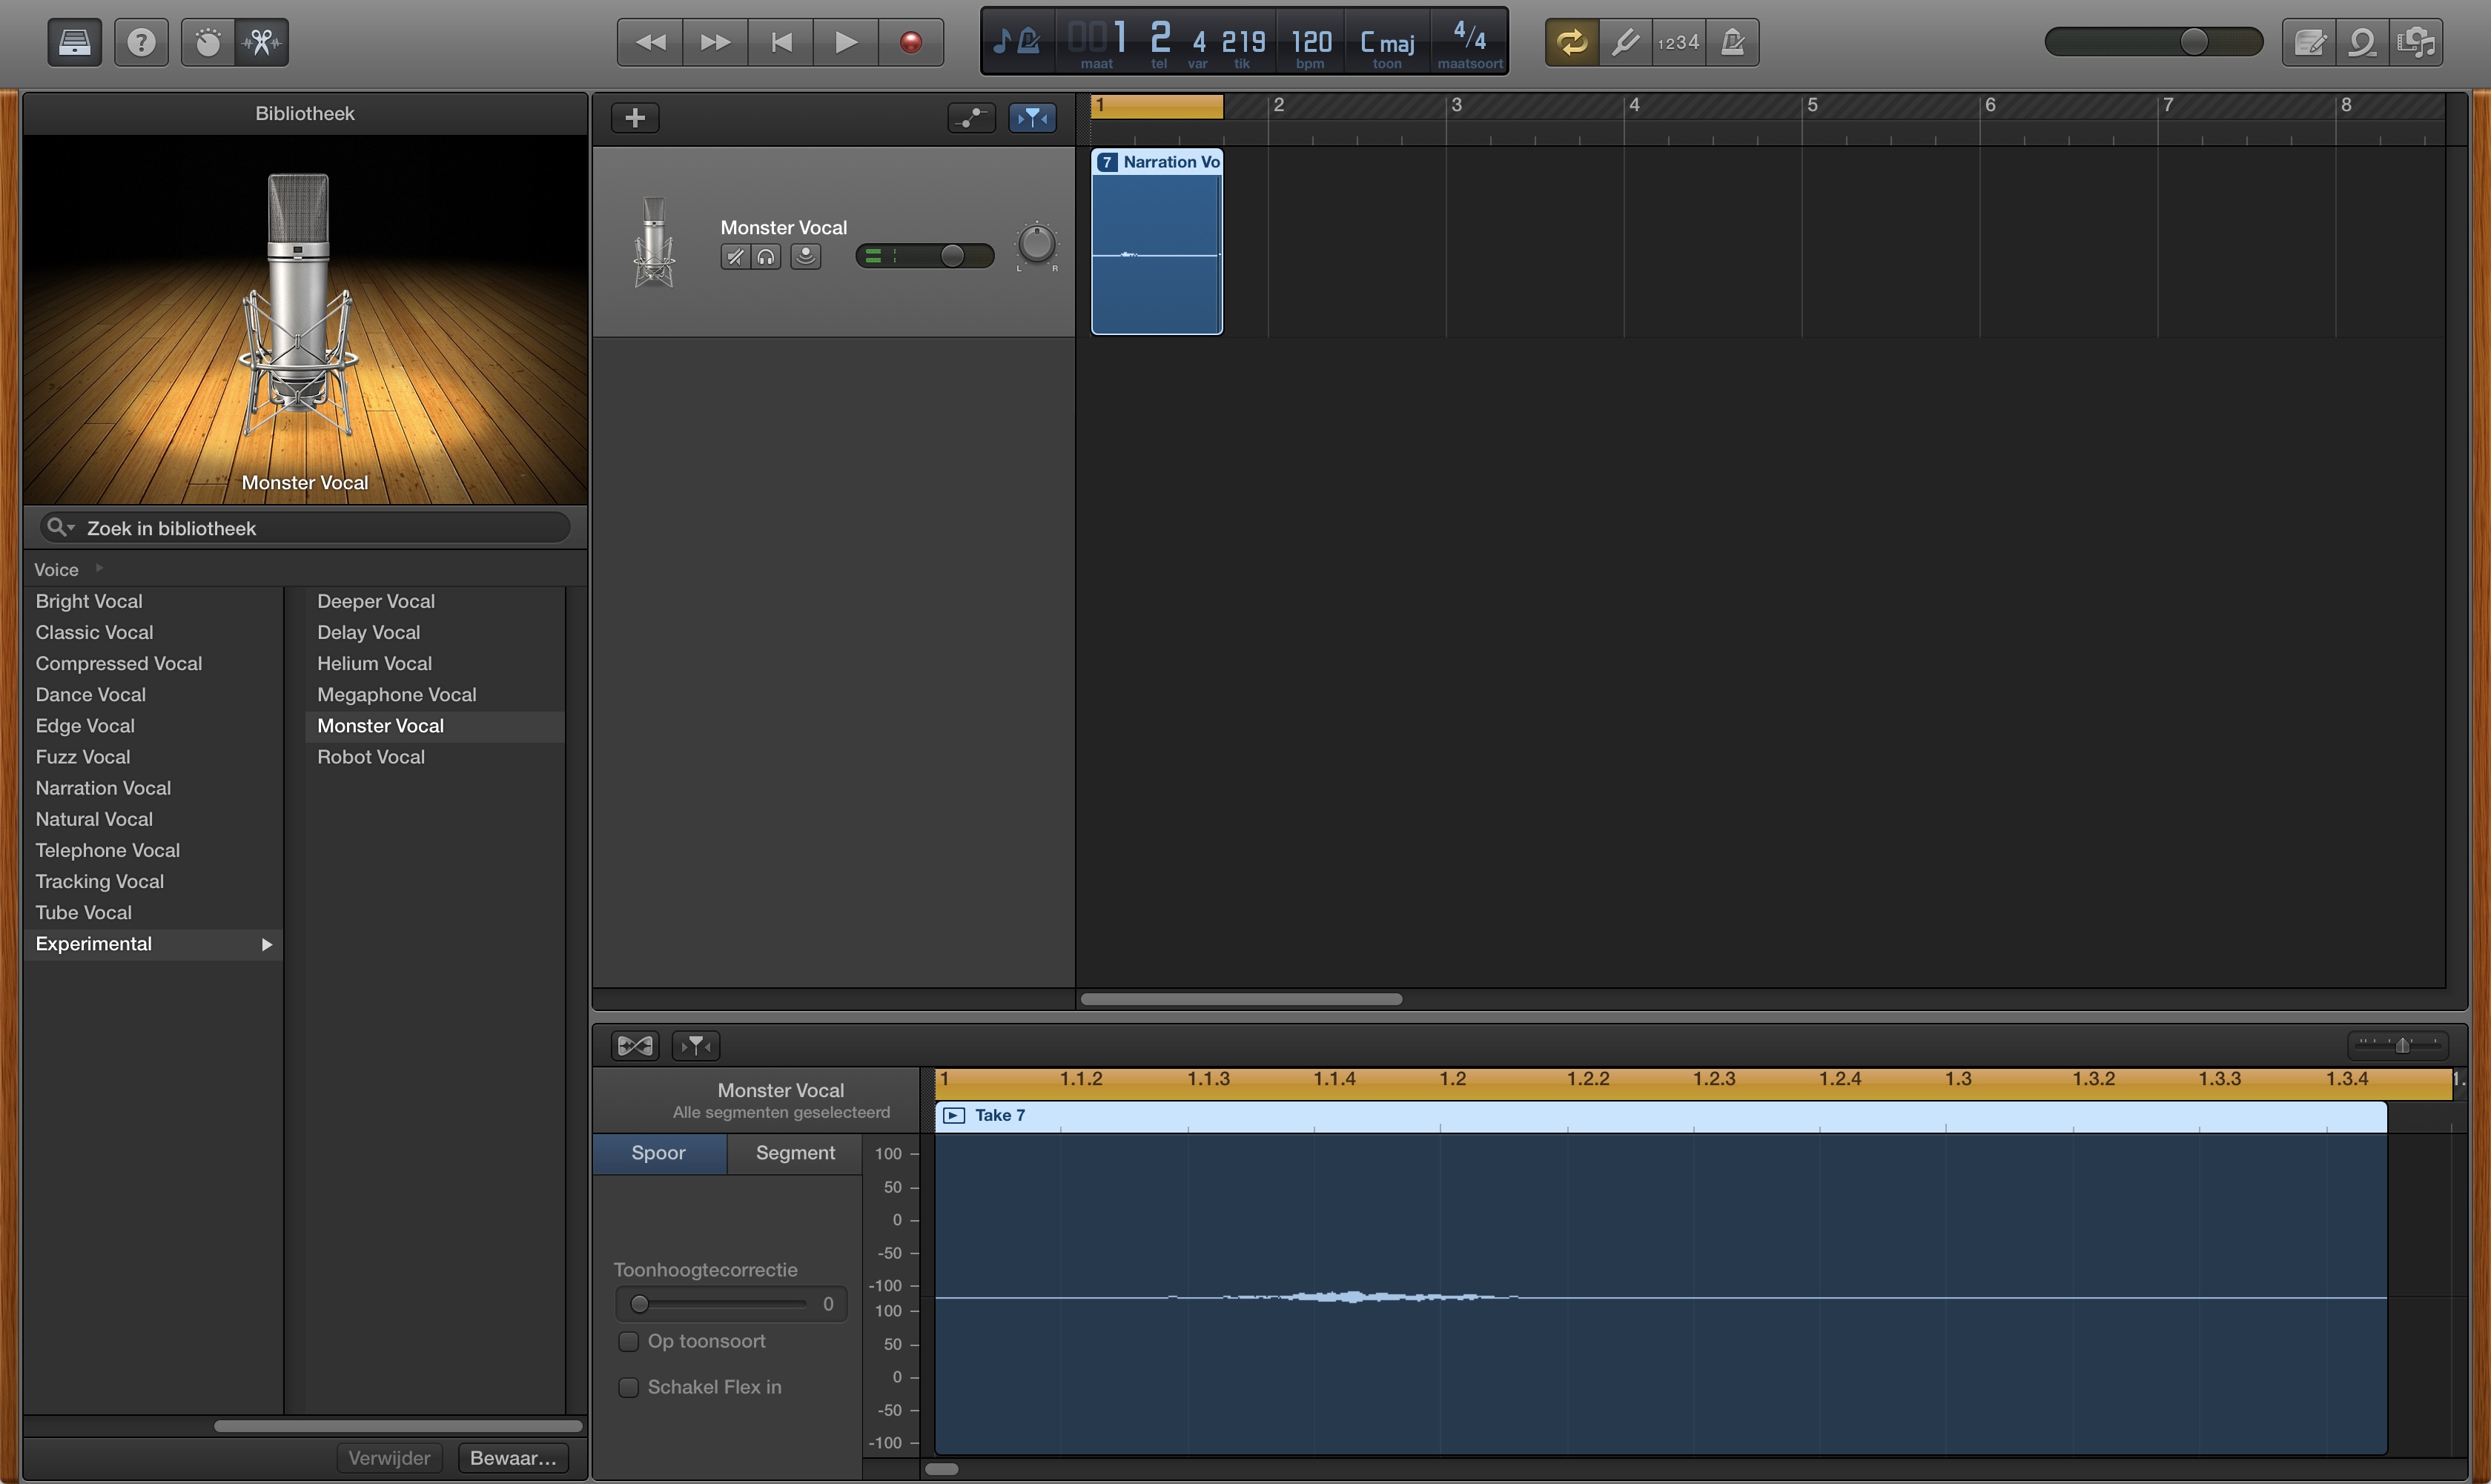 001 2 4 219 120 C maj 4/4
maat tel var tik bpm toon maatsoort
1234
Bibliotheek
Monster Vocal
Zoek in bibliotheek
Voice
Bright Vocal
Classic Vocal
Compressed Vocal
Dance Vocal
Edge Vocal
Fuzz Vocal
Narration Vocal
Natural Vocal
Telephone Vocal
Tracking Vocal
Tube Vocal
Experimental
Deeper Vocal
Delay Vocal
Helium Vocal
Megaphone Vocal
Monster Vocal
Robot Vocal
Verwijder Bewaar...
1 2 3 4 5 6 7 8
7 Narration Vo
Monster Vocal
L R
Monster Vocal
Alle segmenten geselecteerd
Spoor Segment
Toonhoogtecorrectie
0
Op toonsoort
Schakel Flex in
1 1.1.2 1.1.3 1.1.4 1.2 1.2.2 1.2.3 1.2.4 1.3 1.3.2 1.3.3 1.3.4 1.
Take 7
100
50
0
-50
-100
100
50
0
-50
-100